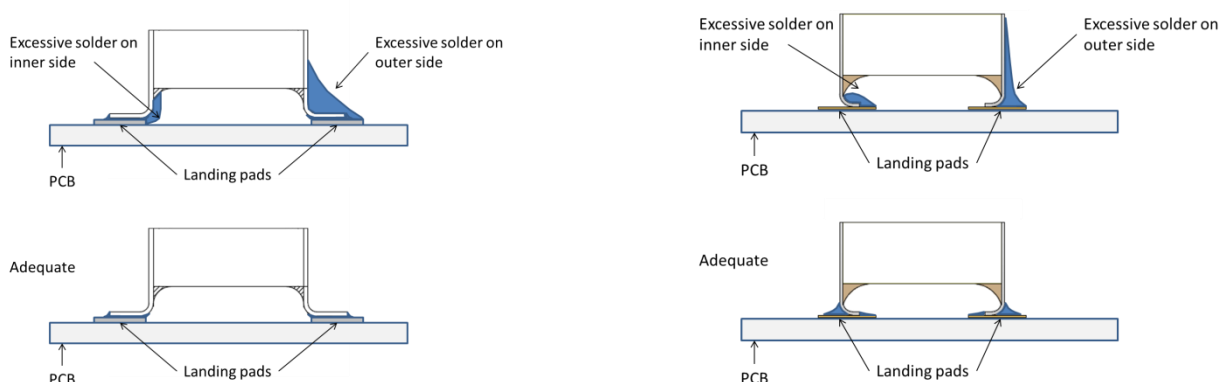 Excessive solder on
inner side
Excessive solder on
outer side
Landing pads
PCB
Adequate
Landing pads
PCB
Excessive solder on
inner side
Excessive solder on
outer side
Landing pads
PCB
Adequate
Landing pads
PCB